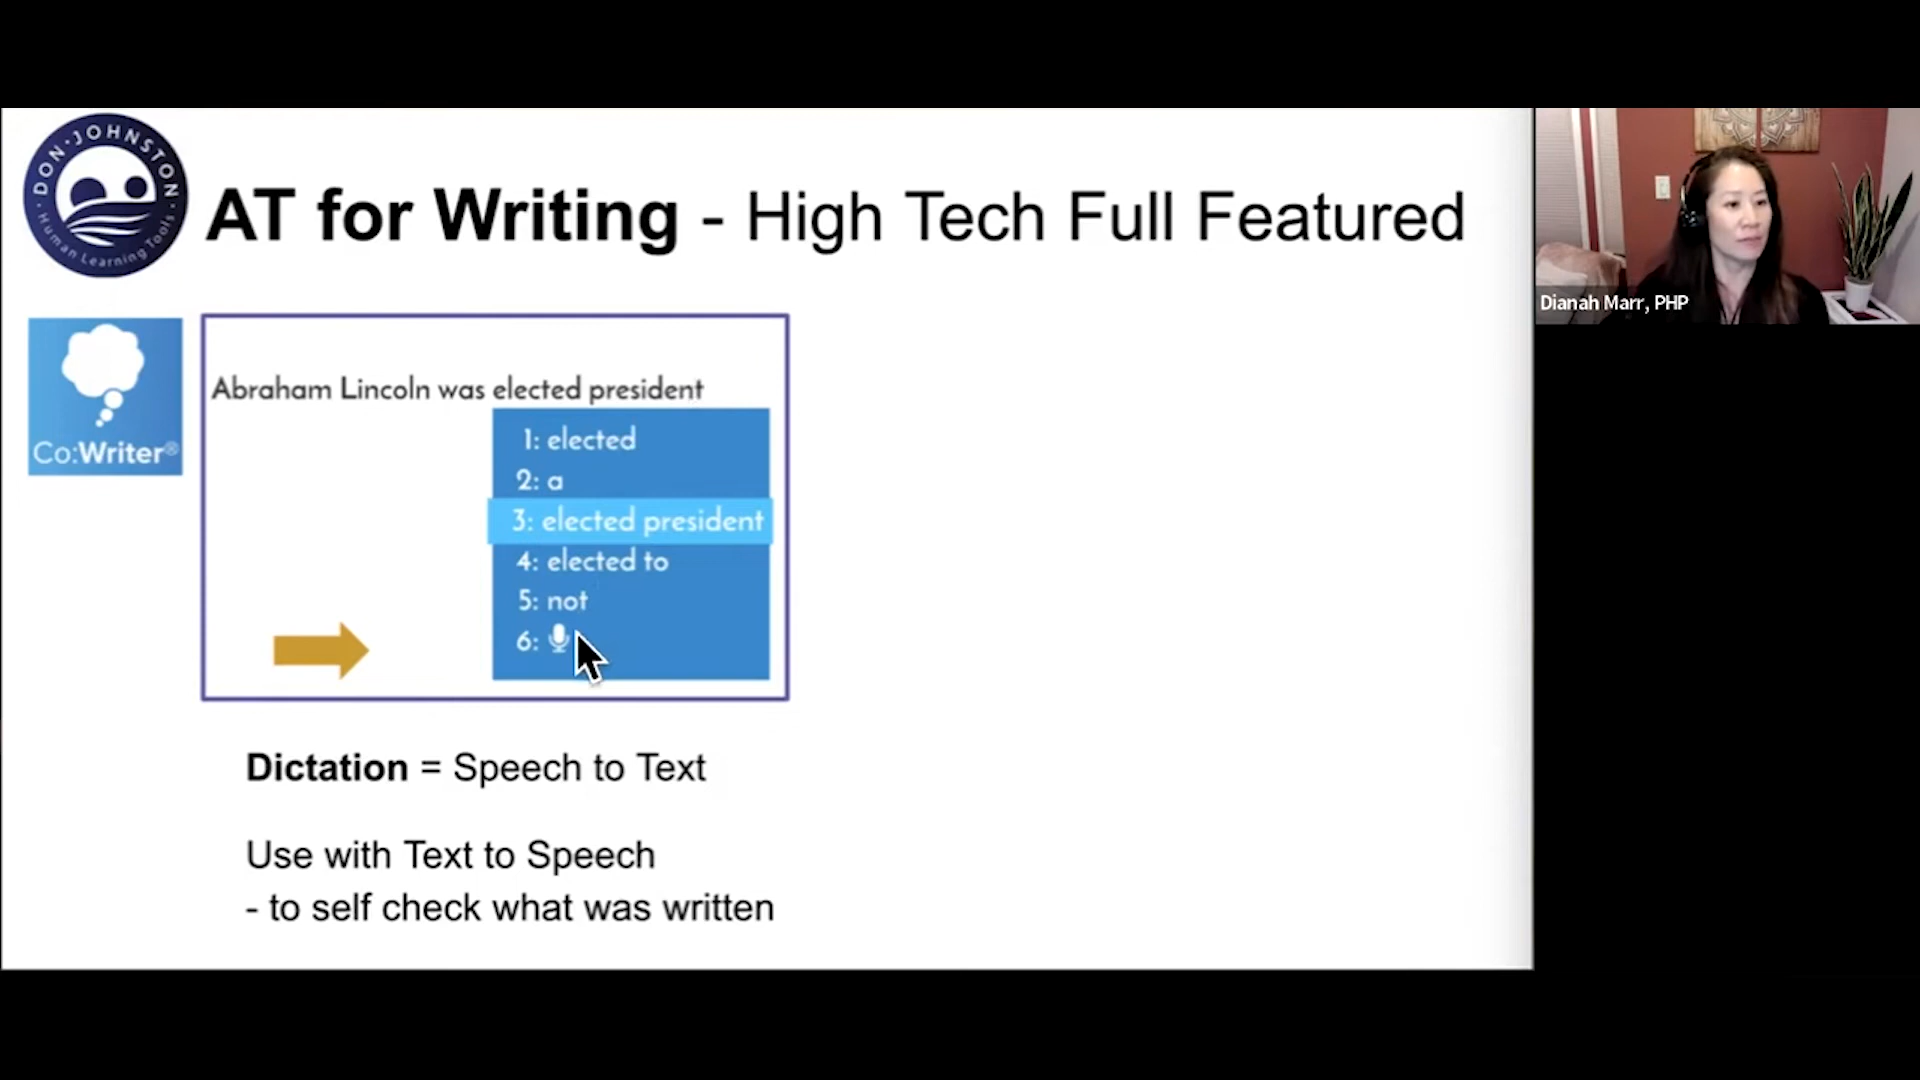 DON JOHNSTON
Human Learning Tools
AT for Writing - High Tech Full Featured
Co:Writer®
Abraham Lincoln was elected president
1: elected
2: a
3: elected president
4: elected to
5: not
6:
Dictation = Speech to Text
Use with Text to Speech
- to self check what was written
Dianah Marr, PHP